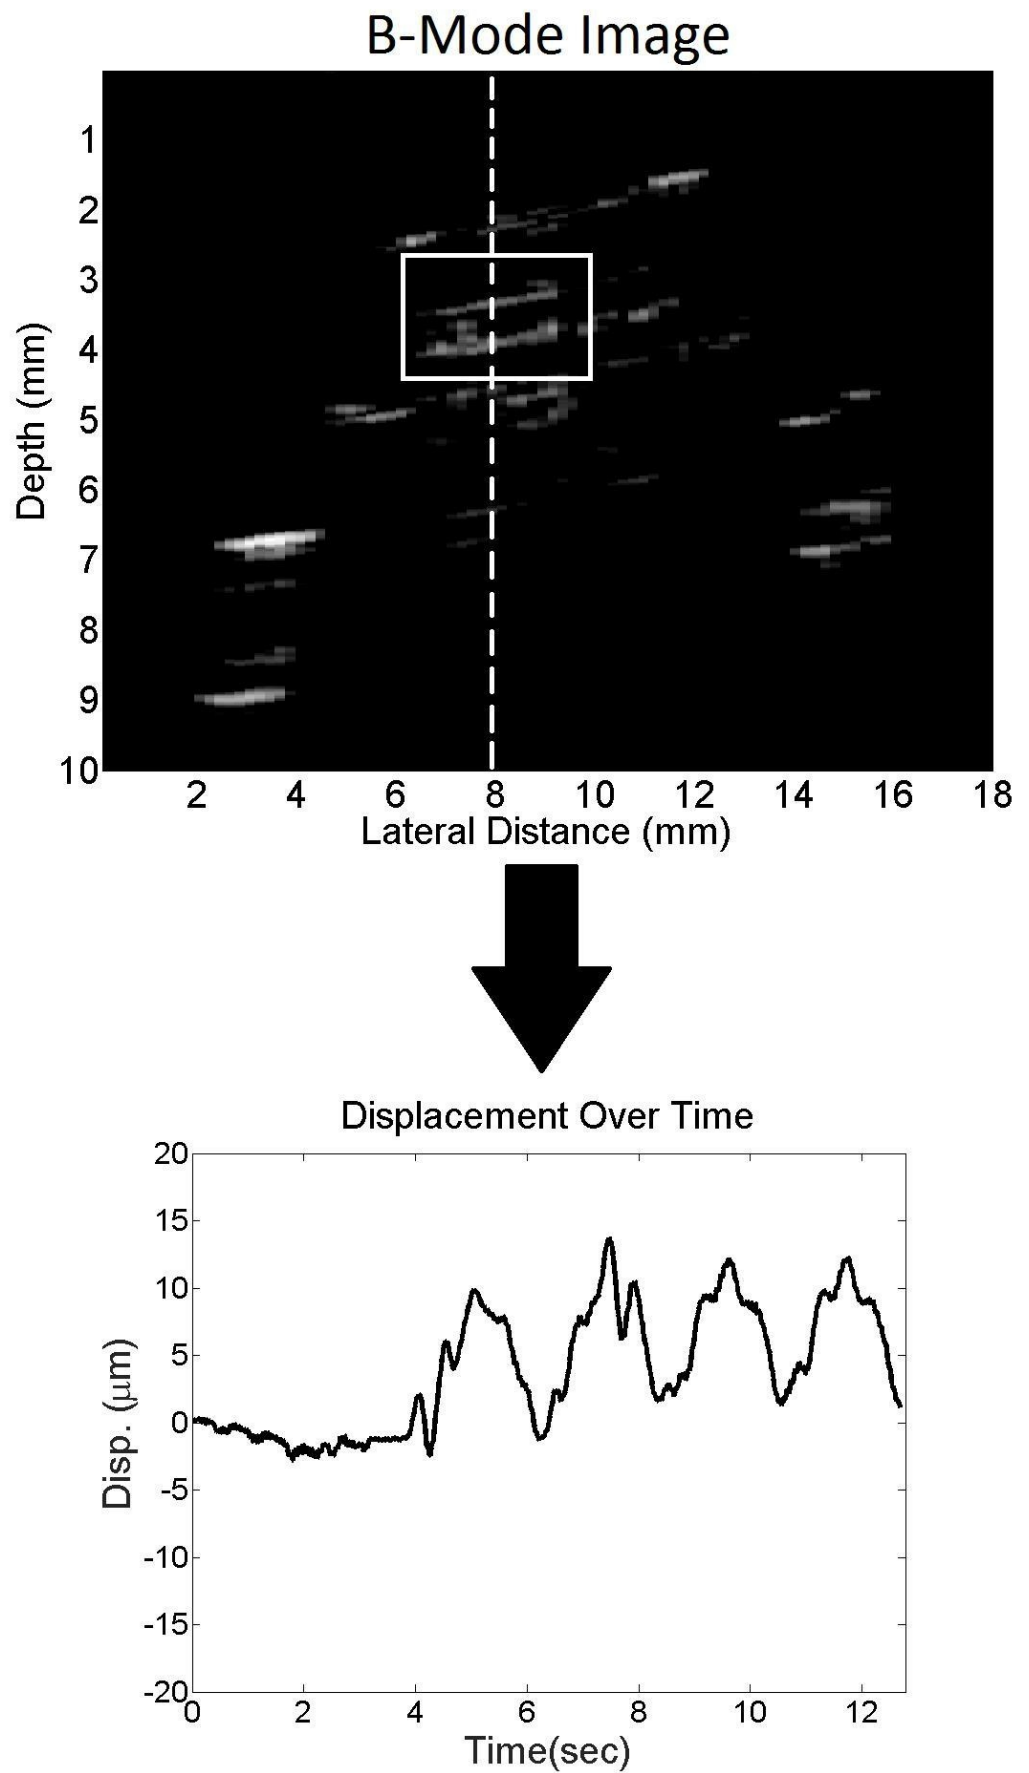 B-Mode Image
1
2
3
4
5
6
7
8
9
10
Depth (mm)
2 4 6 8 10 12 14 16 18
Lateral Distance (mm)
Displacement Over Time
20
15
10
5
0
-5
-10
-15
-20
Disp. (μm)
0 2 4 6 8 10 12
Time(sec)